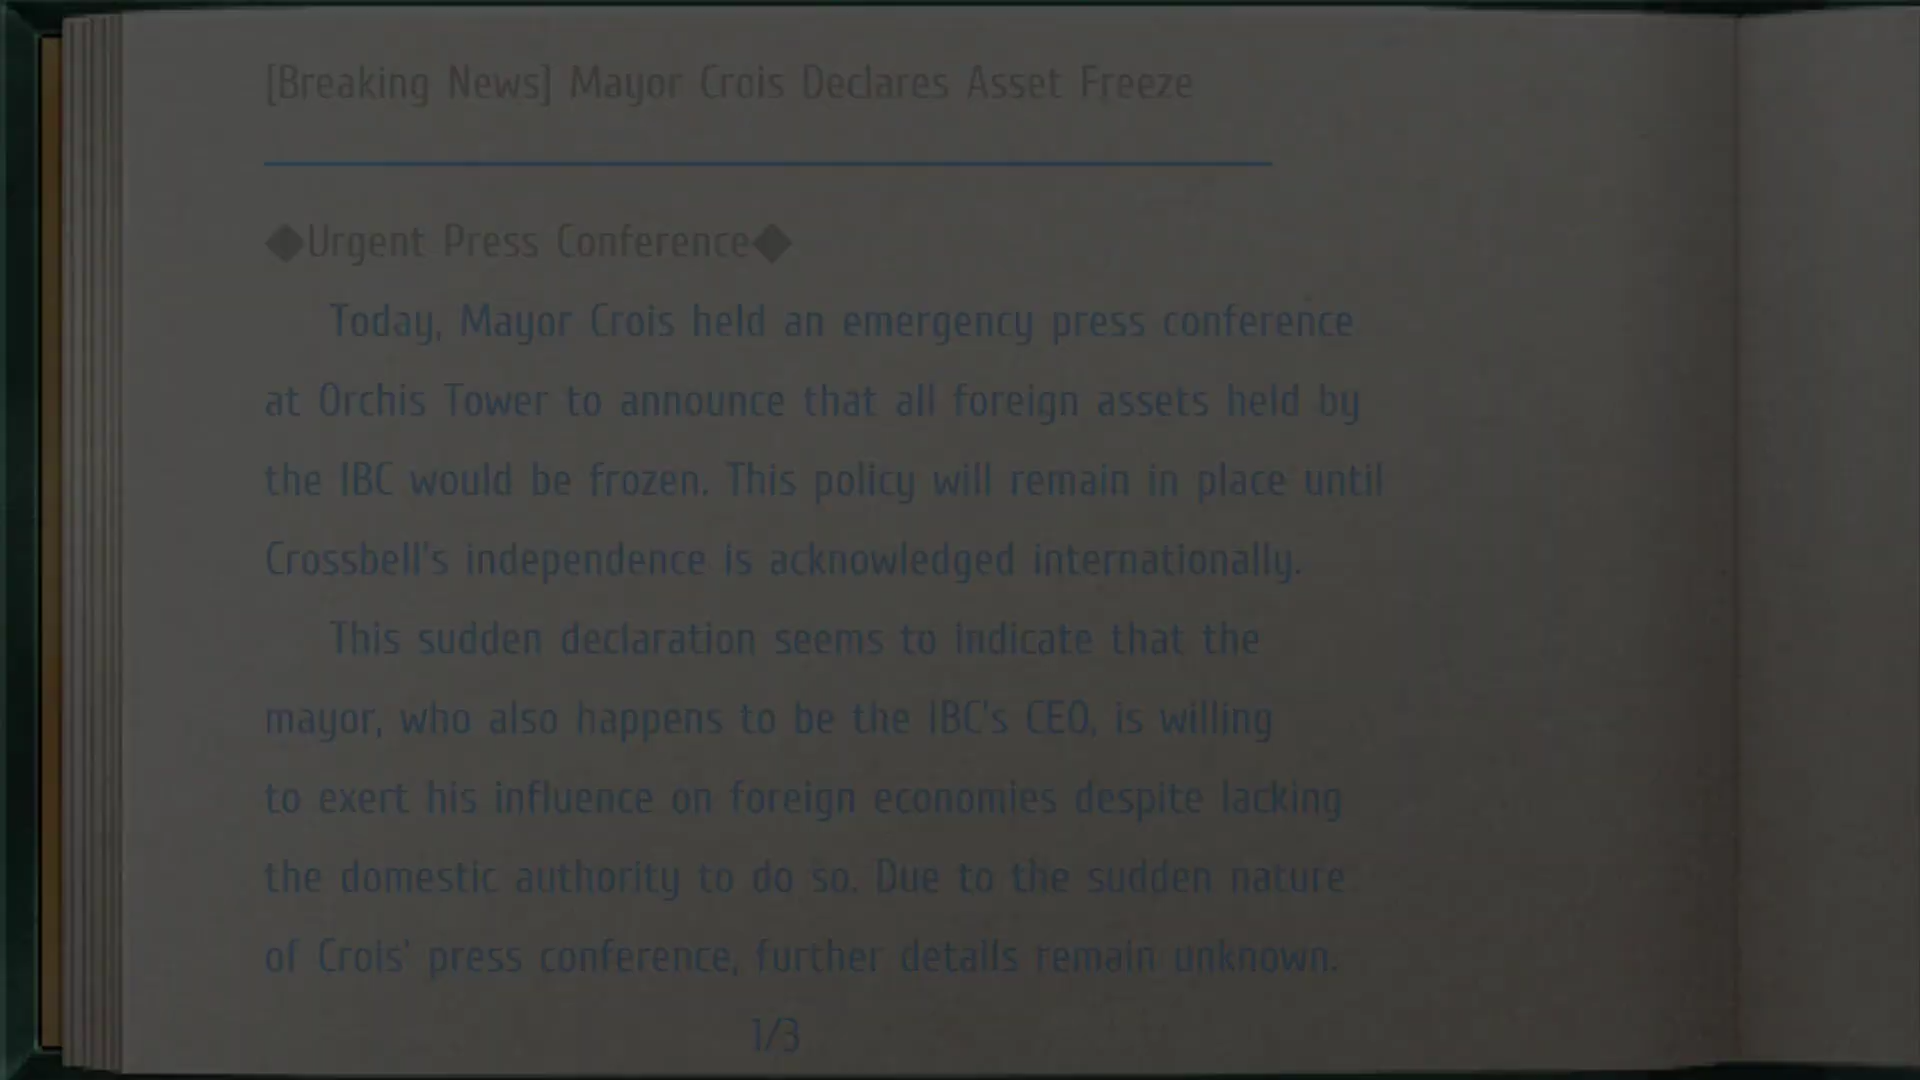 [Breaking News] Mayor Crois Declares Asset Freeze
◆Urgent Press Conference◆
Today, Mayor Crois held an emergency press conference
at Orchis Tower to announce that all foreign assets held by
the IBC would be frozen. This policy will remain in place until
Crossbell's independence is acknowledged internationally.
This sudden declaration seems to indicate that the
mayor, who also happens to be the IBC's CEO, is willing
to exert his influence on foreign economies despite lacking
the domestic authority to do so. Due to the sudden nature
of Crois' press conference, further details remain unknown.
1/3